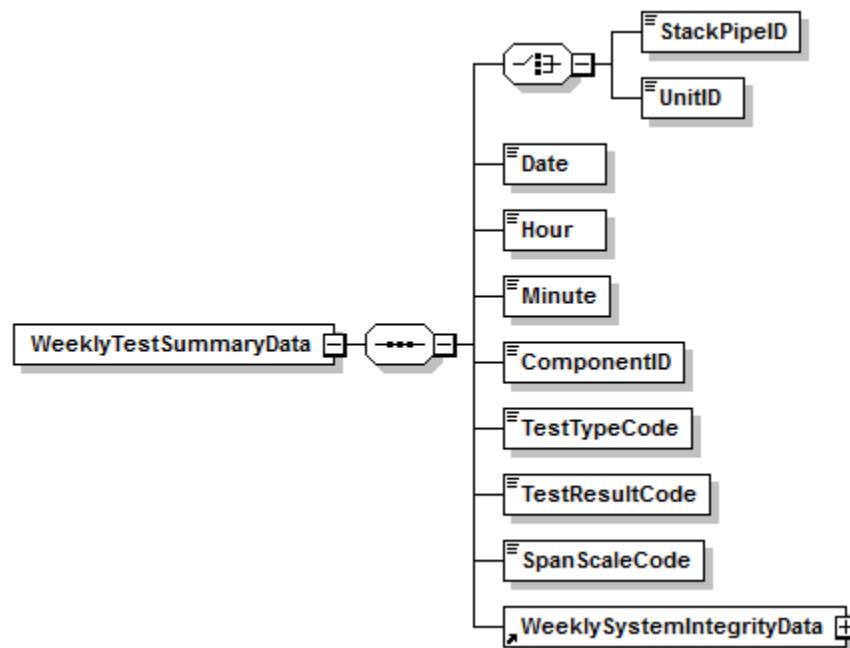 StackPipeID
UnitID
Date
Hour
Minute
WeeklyTestSummaryData
ComponentID
TestTypeCode
TestResultCode
SpanScaleCode
WeeklySystemIntegrityData